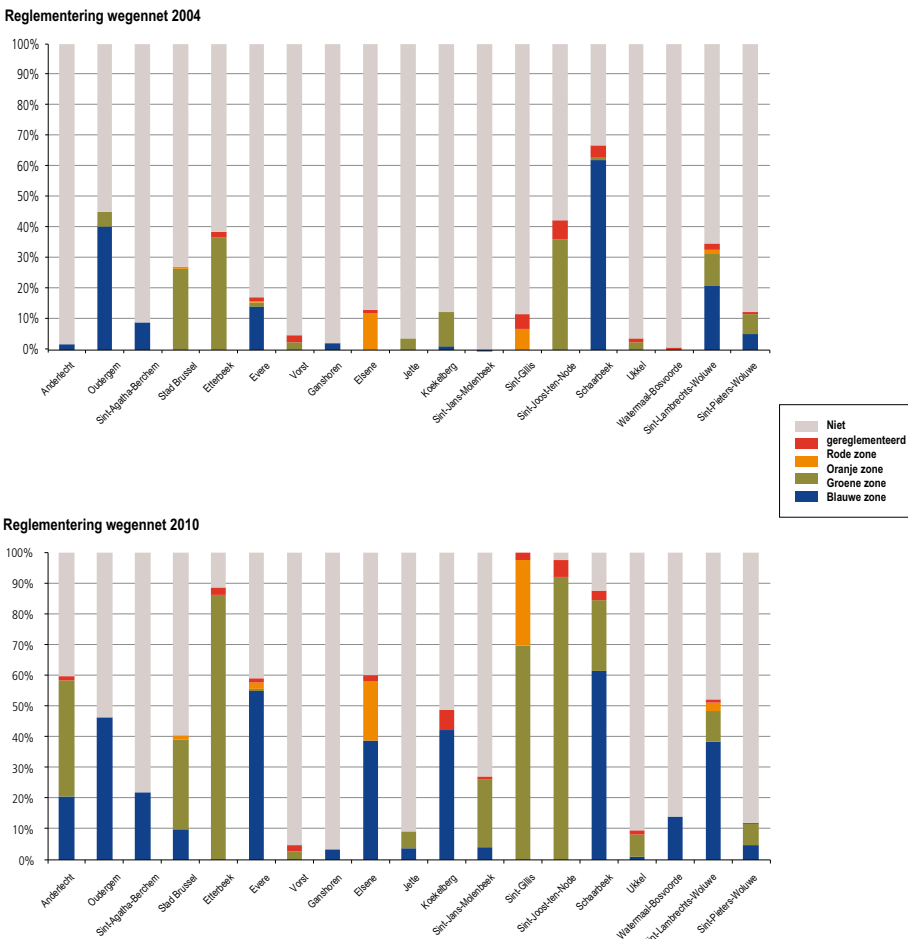 Reglementering wegennet 2004
100%
90%
80%
70%
60%
50%
40%
30%
20%
10%
0%
Anderlecht
Oudergem
Sint-Agatha-Berchem
Stad Brussel
Etterbeek
Evere
Vorst
Ganshoren
Elsene
Jette
Koekelberg
Sint-Jans-Molenbeek
Sint-Gillis
Sint-Joost-ten-Node
Schaarbeek
Ukkel
Watermaal-Bosvoorde
Sint-Lambrechts-Woluwe
Sint-Pieters-Woluwe
Niet
gereglementeerd
Rode zone
Oranje zone
Groene zone
Blauwe zone
Reglementering wegennet 2010
100%
90%
80%
70%
60%
50%
40%
30%
20%
10%
0%
Anderlecht
Oudergem
Sint-Agatha-Berchem
Stad Brussel
Etterbeek
Evere
Vorst
Ganshoren
Elsene
Jette
Koekelberg
Sint-Jans-Molenbeek
Sint-Gillis
Sint-Joost-ten-Node
Schaarbeek
Ukkel
Watermaal-Bosvoorde
Sint-Lambrechts-Woluwe
Sint-Pieters-Woluwe